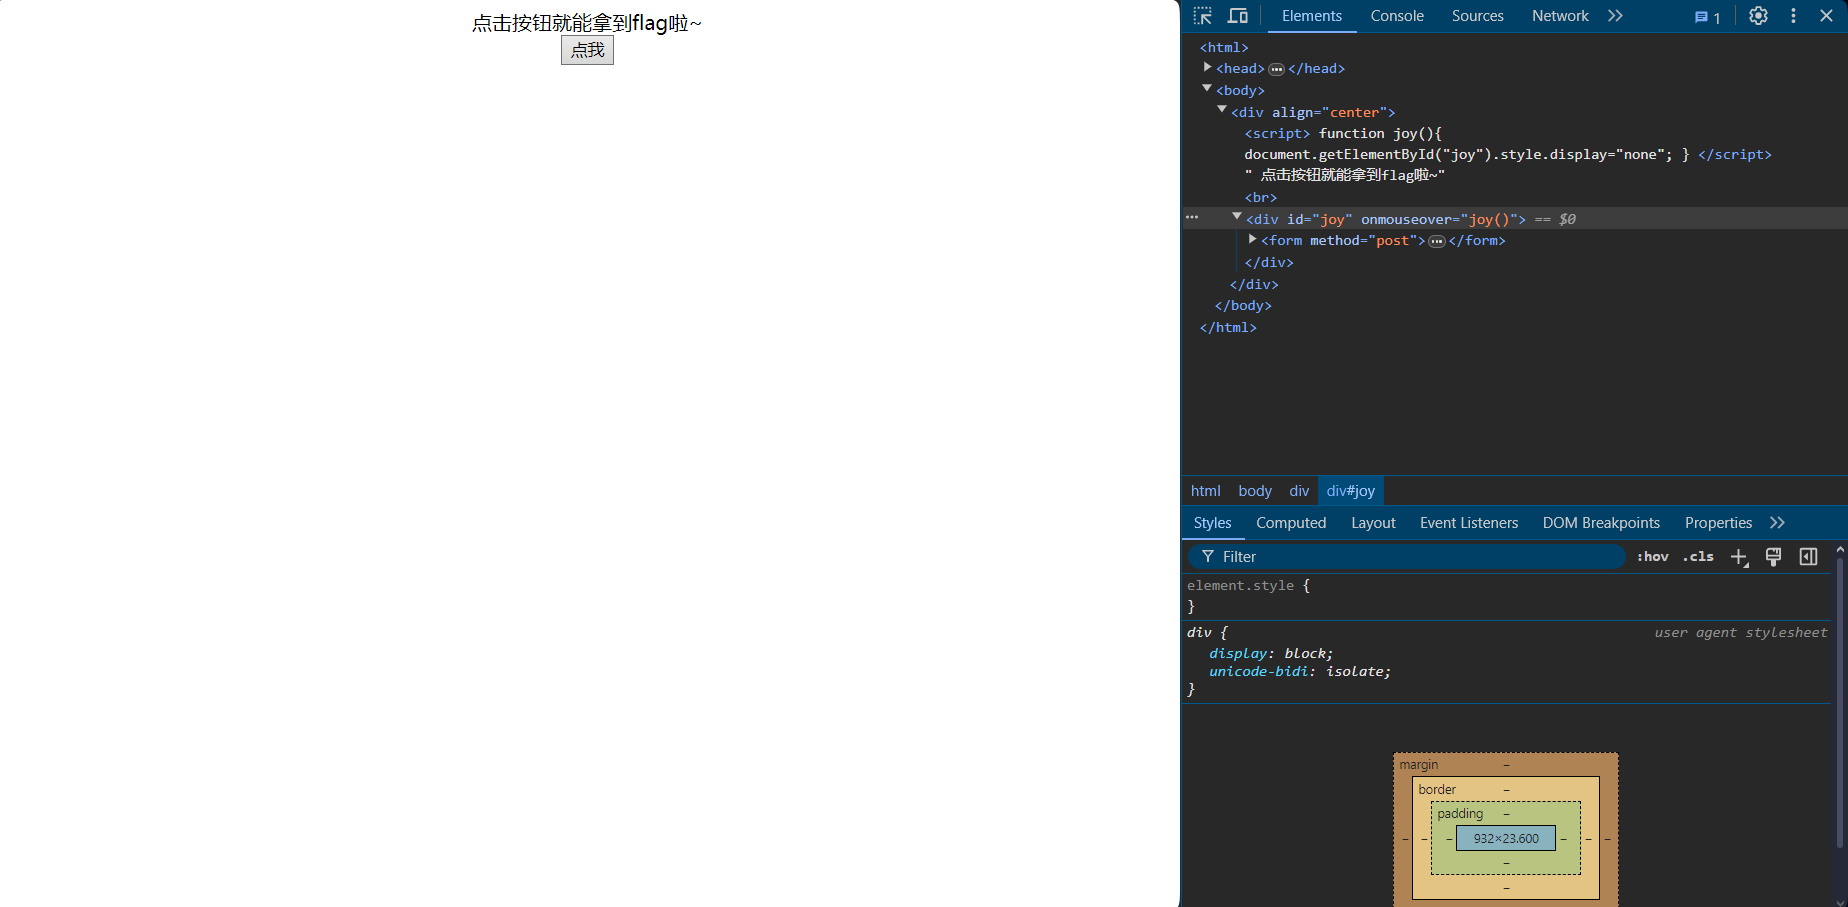 点击按钮就能拿到flag啦~
点我
Elements Console Sources Network 1
<html>
<head> ••• </head>
<body>
<div align="center">
<script> function joy(){
document.getElementById("joy").style.display="none"; } </script>
" 点击按钮就能拿到flag啦~"
<br>
••• <div id="joy" onmouseover="joy()"> == $0
<form method="post"> ••• </form>
</div>
</div>
</body>
</html>
html body div div#joy
Styles Computed Layout Event Listeners DOM Breakpoints Properties
Filter :hov .cls
element.style {
}
div { user agent stylesheet
display: block;
unicode-bidi: isolate;
}
margin –
border –
padding –
– – – 932×23.600 – – –
–
–